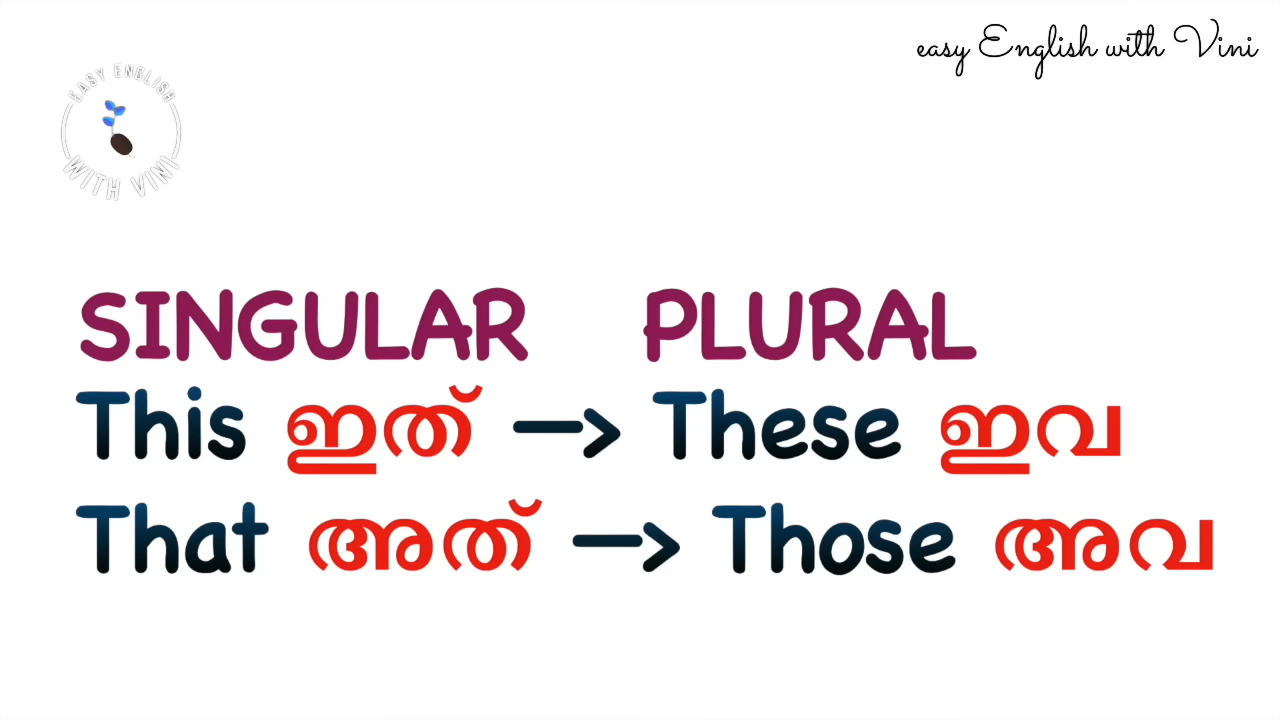 easy English with Vini
EASY ENGLISH
WITH VINI
SINGULAR PLURAL
This ഇത് —> These ഇവ
That അത് —> Those അവ